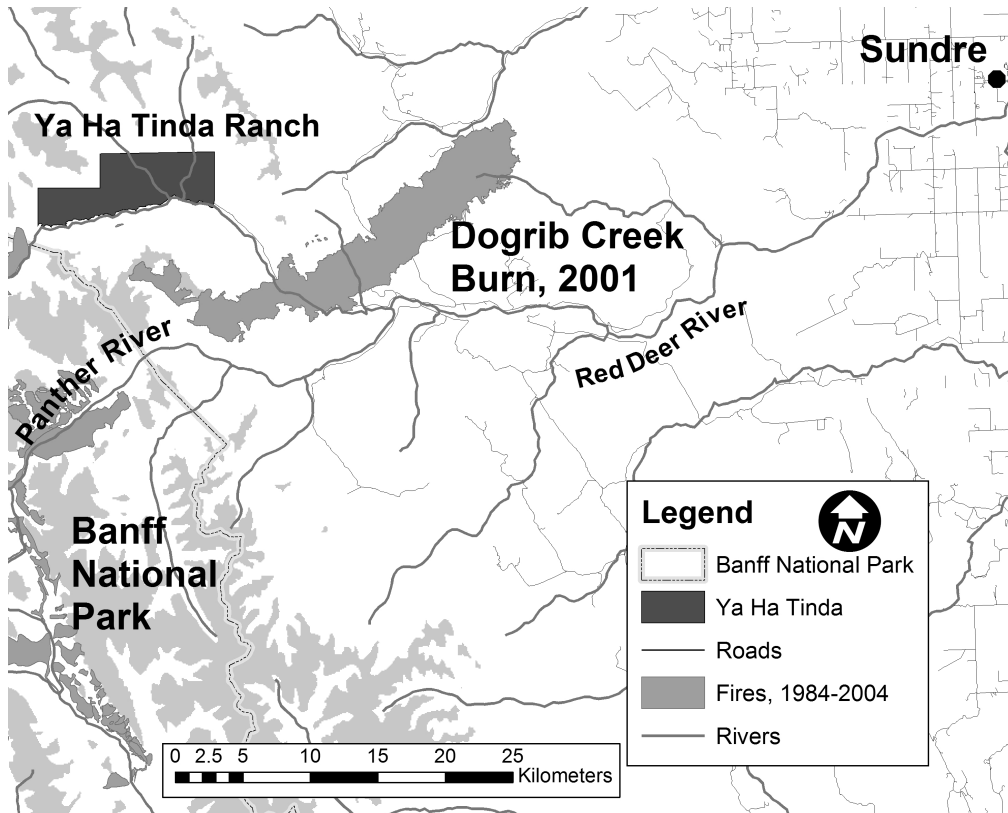 Sundre
Ya Ha Tinda Ranch
Dogrib Creek
Burn, 2001
Panther River
Red Deer River
Banff
National
Park
Legend
N
Banff National Park
Ya Ha Tinda
Roads
Fires, 1984-2004
Rivers
0 2.5 5 10 15 20 25
Kilometers